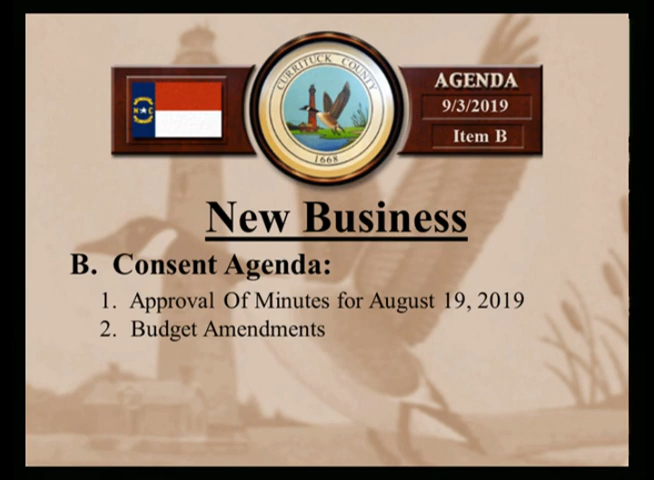 CURRITUCK COUNTY
1668
N C
AGENDA
9/3/2019
Item B
New Business
B. Consent Agenda:
1. Approval Of Minutes for August 19, 2019
2. Budget Amendments